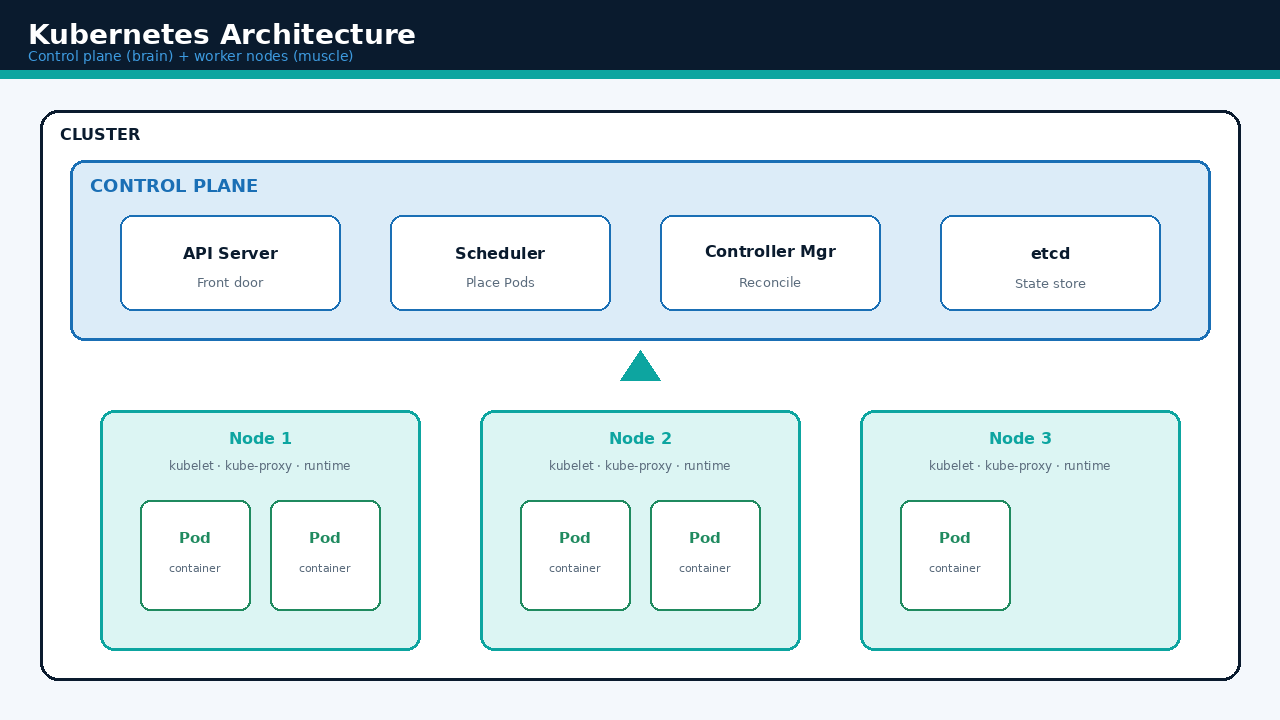 Kubernetes Architecture
Control plane (brain) + worker nodes (muscle)
CLUSTER
CONTROL PLANE
API Server
Front door
Scheduler
Place Pods
Controller Mgr
Reconcile
etcd
State store
Node 1
kubelet · kube-proxy · runtime
Pod
container
Pod
container
Node 2
kubelet · kube-proxy · runtime
Pod
container
Pod
container
Node 3
kubelet · kube-proxy · runtime
Pod
container